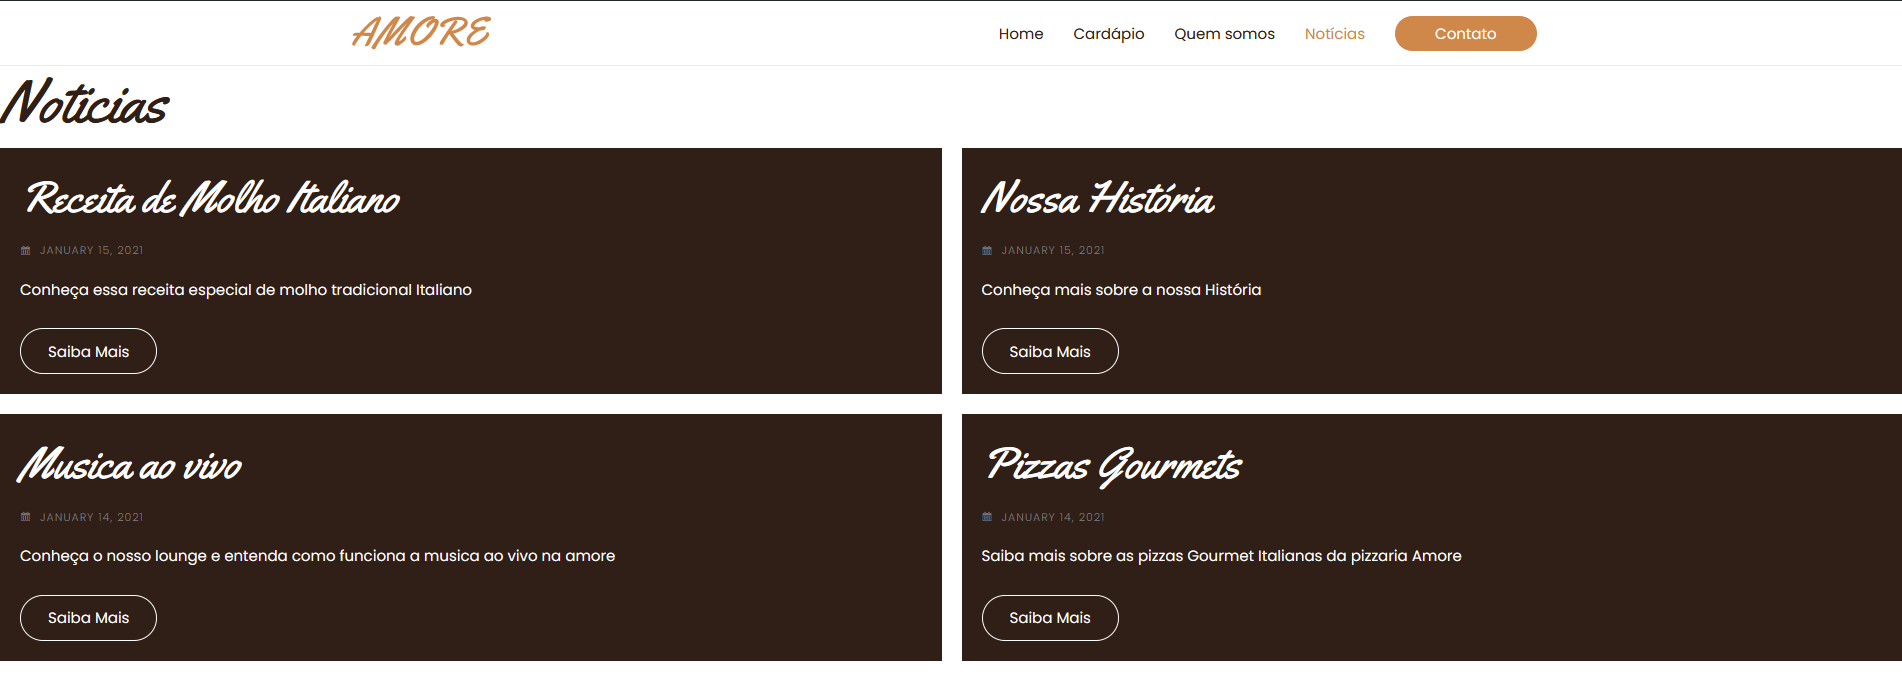 AMORE
Home Cardápio Quem somos Notícias Contato
Noticias
Receita de Molho Italiano
JANUARY 15, 2021
Conheça essa receita especial de molho tradicional Italiano
Saiba Mais
Nossa História
JANUARY 15, 2021
Conheça mais sobre a nossa História
Saiba Mais
Musica ao vivo
JANUARY 14, 2021
Conheça o nosso lounge e entenda como funciona a musica ao vivo na amore
Saiba Mais
Pizzas Gourmets
JANUARY 14, 2021
Saiba mais sobre as pizzas Gourmet Italianas da pizzaria Amore
Saiba Mais